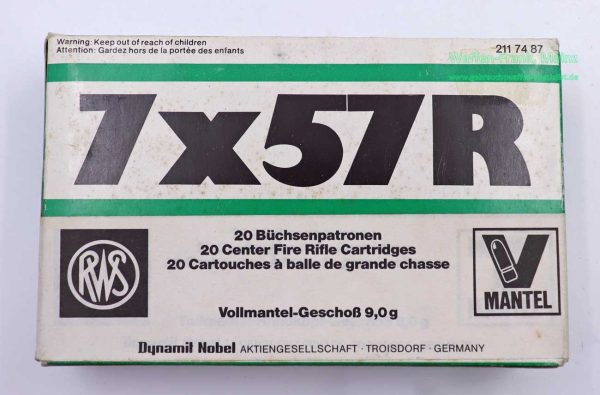 Warning: Keep out of reach of children
Attention: Gardez hors de la portée des enfants
211 74 87
7x57R
20 Büchsenpatronen
20 Center Fire Rifle Cartridges
20 Cartouches à balle de grande chasse
RWS
V
MANTEL
Vollmantel-Geschoß 9,0 g
Dynamit Nobel AKTIENGESELLSCHAFT · TROISDORF · GERMANY